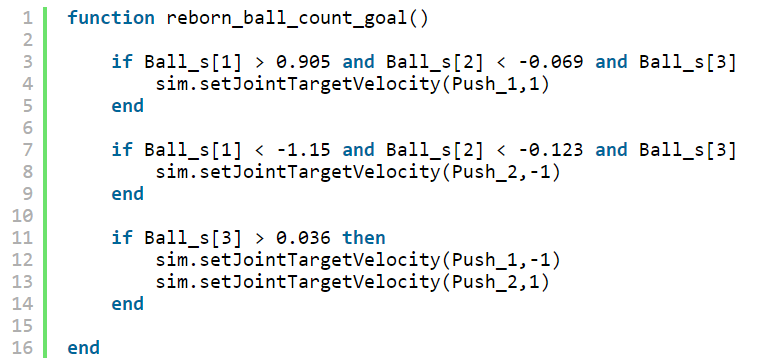 1 function reborn_ball_count_goal()
2
3     if Ball_s[1] > 0.905 and Ball_s[2] < -0.069 and Ball_s[3]
4         sim.setJointTargetVelocity(Push_1,1)
5     end
6
7     if Ball_s[1] < -1.15 and Ball_s[2] < -0.123 and Ball_s[3]
8         sim.setJointTargetVelocity(Push_2,-1)
9     end
10
11     if Ball_s[3] > 0.036 then
12         sim.setJointTargetVelocity(Push_1,-1)
13         sim.setJointTargetVelocity(Push_2,1)
14     end
15
16 end